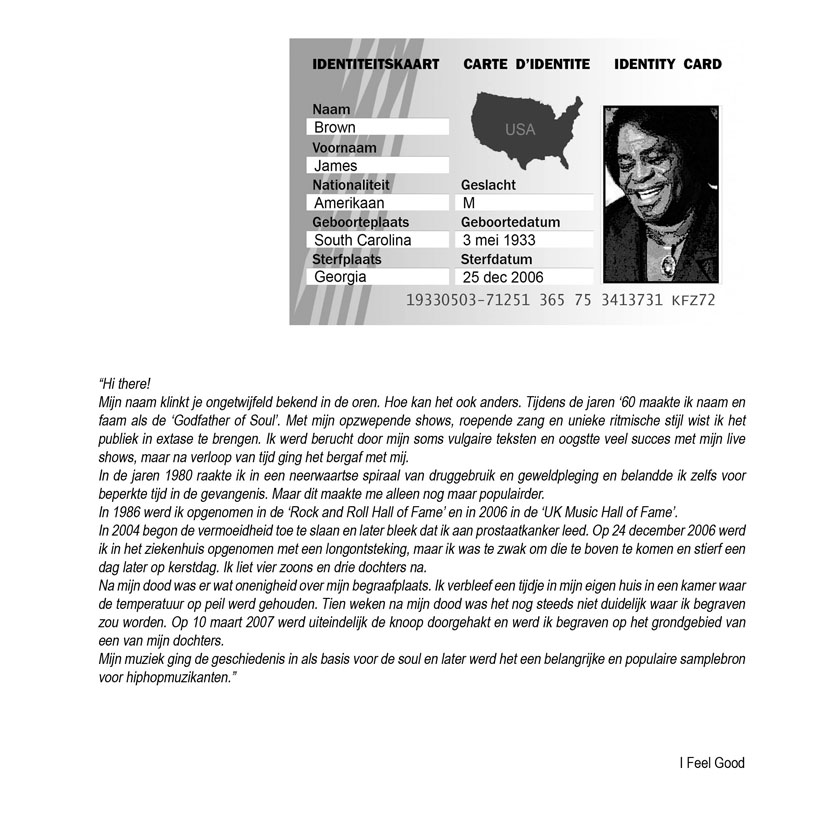 IDENTITEITSKAART CARTE D'IDENTITE IDENTITY CARD
Naam
Brown
USA
Voornaam
James
Nationaliteit Geslacht
Amerikaan M
Geboorteplaats Geboortedatum
South Carolina 3 mei 1933
Sterfplaats Sterfdatum
Georgia 25 dec 2006
19330503-71251 365 75 3413731 KFZ72
“Hi there!
Mijn naam klinkt je ongetwijfeld bekend in de oren. Hoe kan het ook anders. Tijdens de jaren ‘60 maakte ik naam en
faam als de ‘Godfather of Soul’. Met mijn opzwepende shows, roepende zang en unieke ritmische stijl wist ik het
publiek in extase te brengen. Ik werd berucht door mijn soms vulgaire teksten en oogstte veel succes met mijn live
shows, maar na verloop van tijd ging het bergaf met mij.
In de jaren 1980 raakte ik in een neerwaartse spiraal van druggebruik en geweldpleging en belandde ik zelfs voor
beperkte tijd in de gevangenis. Maar dit maakte me alleen nog maar populairder.
In 1986 werd ik opgenomen in de ‘Rock and Roll Hall of Fame’ en in 2006 in de ‘UK Music Hall of Fame’.
In 2004 begon de vermoeidheid toe te slaan en later bleek dat ik aan prostaatkanker leed. Op 24 december 2006 werd
ik in het ziekenhuis opgenomen met een longontsteking, maar ik was te zwak om die te boven te komen en stierf een
dag later op kerstdag. Ik liet vier zoons en drie dochters na.
Na mijn dood was er wat onenigheid over mijn begraafplaats. Ik verbleef een tijdje in mijn eigen huis in een kamer waar
de temperatuur op peil werd gehouden. Tien weken na mijn dood was het nog steeds niet duidelijk waar ik begraven
zou worden. Op 10 maart 2007 werd uiteindelijk de knoop doorgehakt en werd ik begraven op het grondgebied van
een van mijn dochters.
Mijn muziek ging de geschiedenis in als basis voor de soul en later werd het een belangrijke en populaire samplebron
voor hiphopmuzikanten.”
I Feel Good